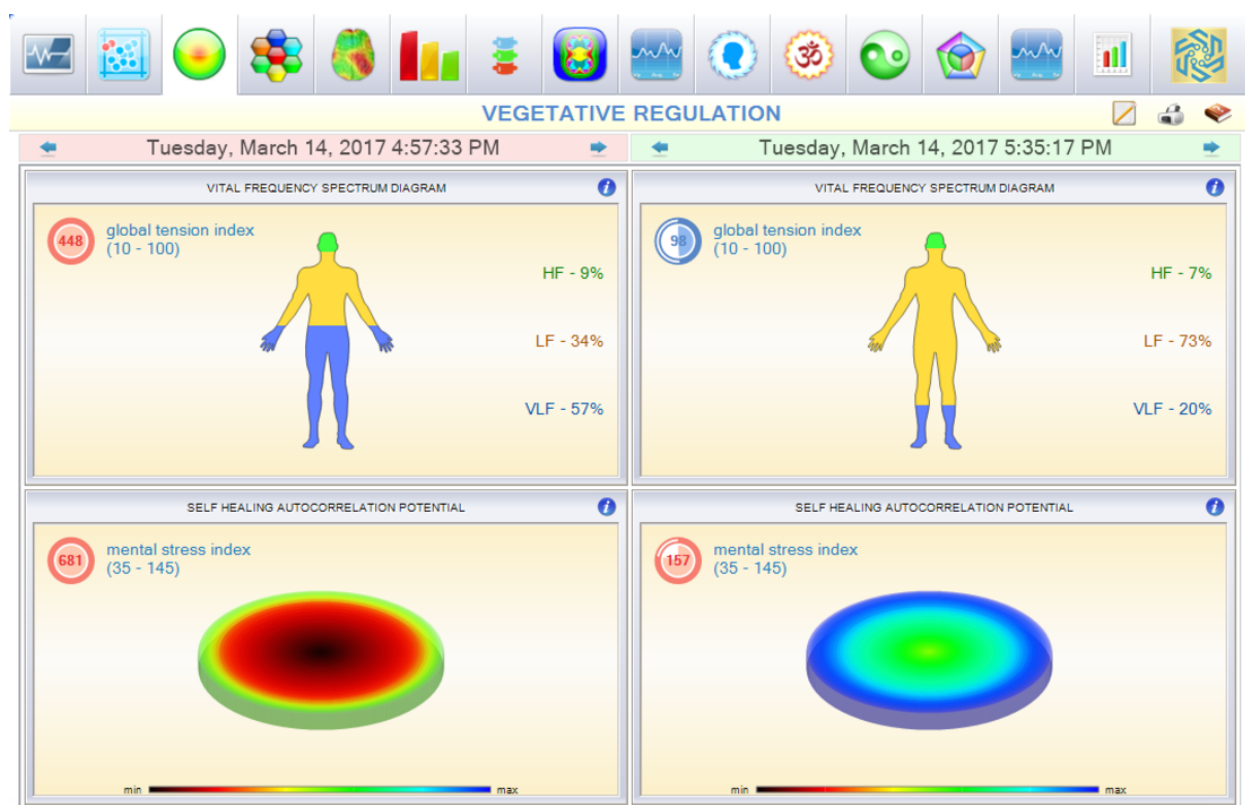 VEGETATIVE REGULATION
Tuesday, March 14, 2017 4:57:33 PM
Tuesday, March 14, 2017 5:35:17 PM
VITAL FREQUENCY SPECTRUM DIAGRAM
448
global tension index
(10 - 100)
HF - 9%
LF - 34%
VLF - 57%
VITAL FREQUENCY SPECTRUM DIAGRAM
98
global tension index
(10 - 100)
HF - 7%
LF - 73%
VLF - 20%
SELF HEALING AUTOCORRELATION POTENTIAL
681
mental stress index
(35 - 145)
min
max
SELF HEALING AUTOCORRELATION POTENTIAL
157
mental stress index
(35 - 145)
min
max